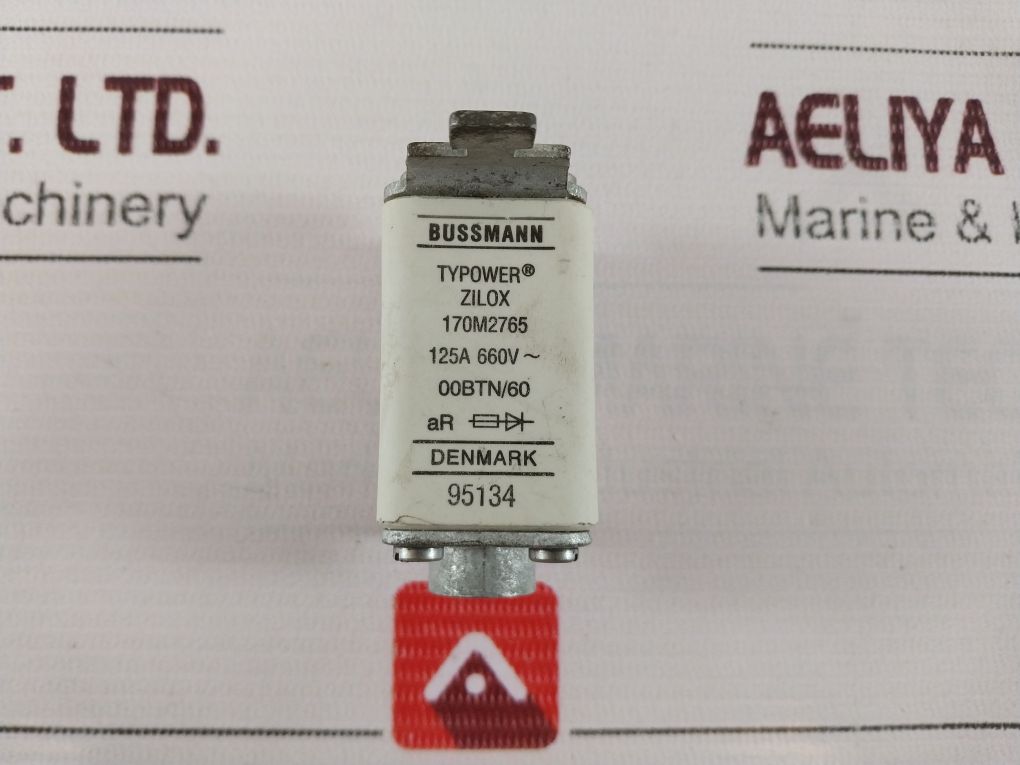 T. LTD.
chinery
AELIYA
Marine &
BUSSMANN
TYPOWER®
ZILOX
170M2765
125A 660V ~
00BTN/60
aR
DENMARK
95134